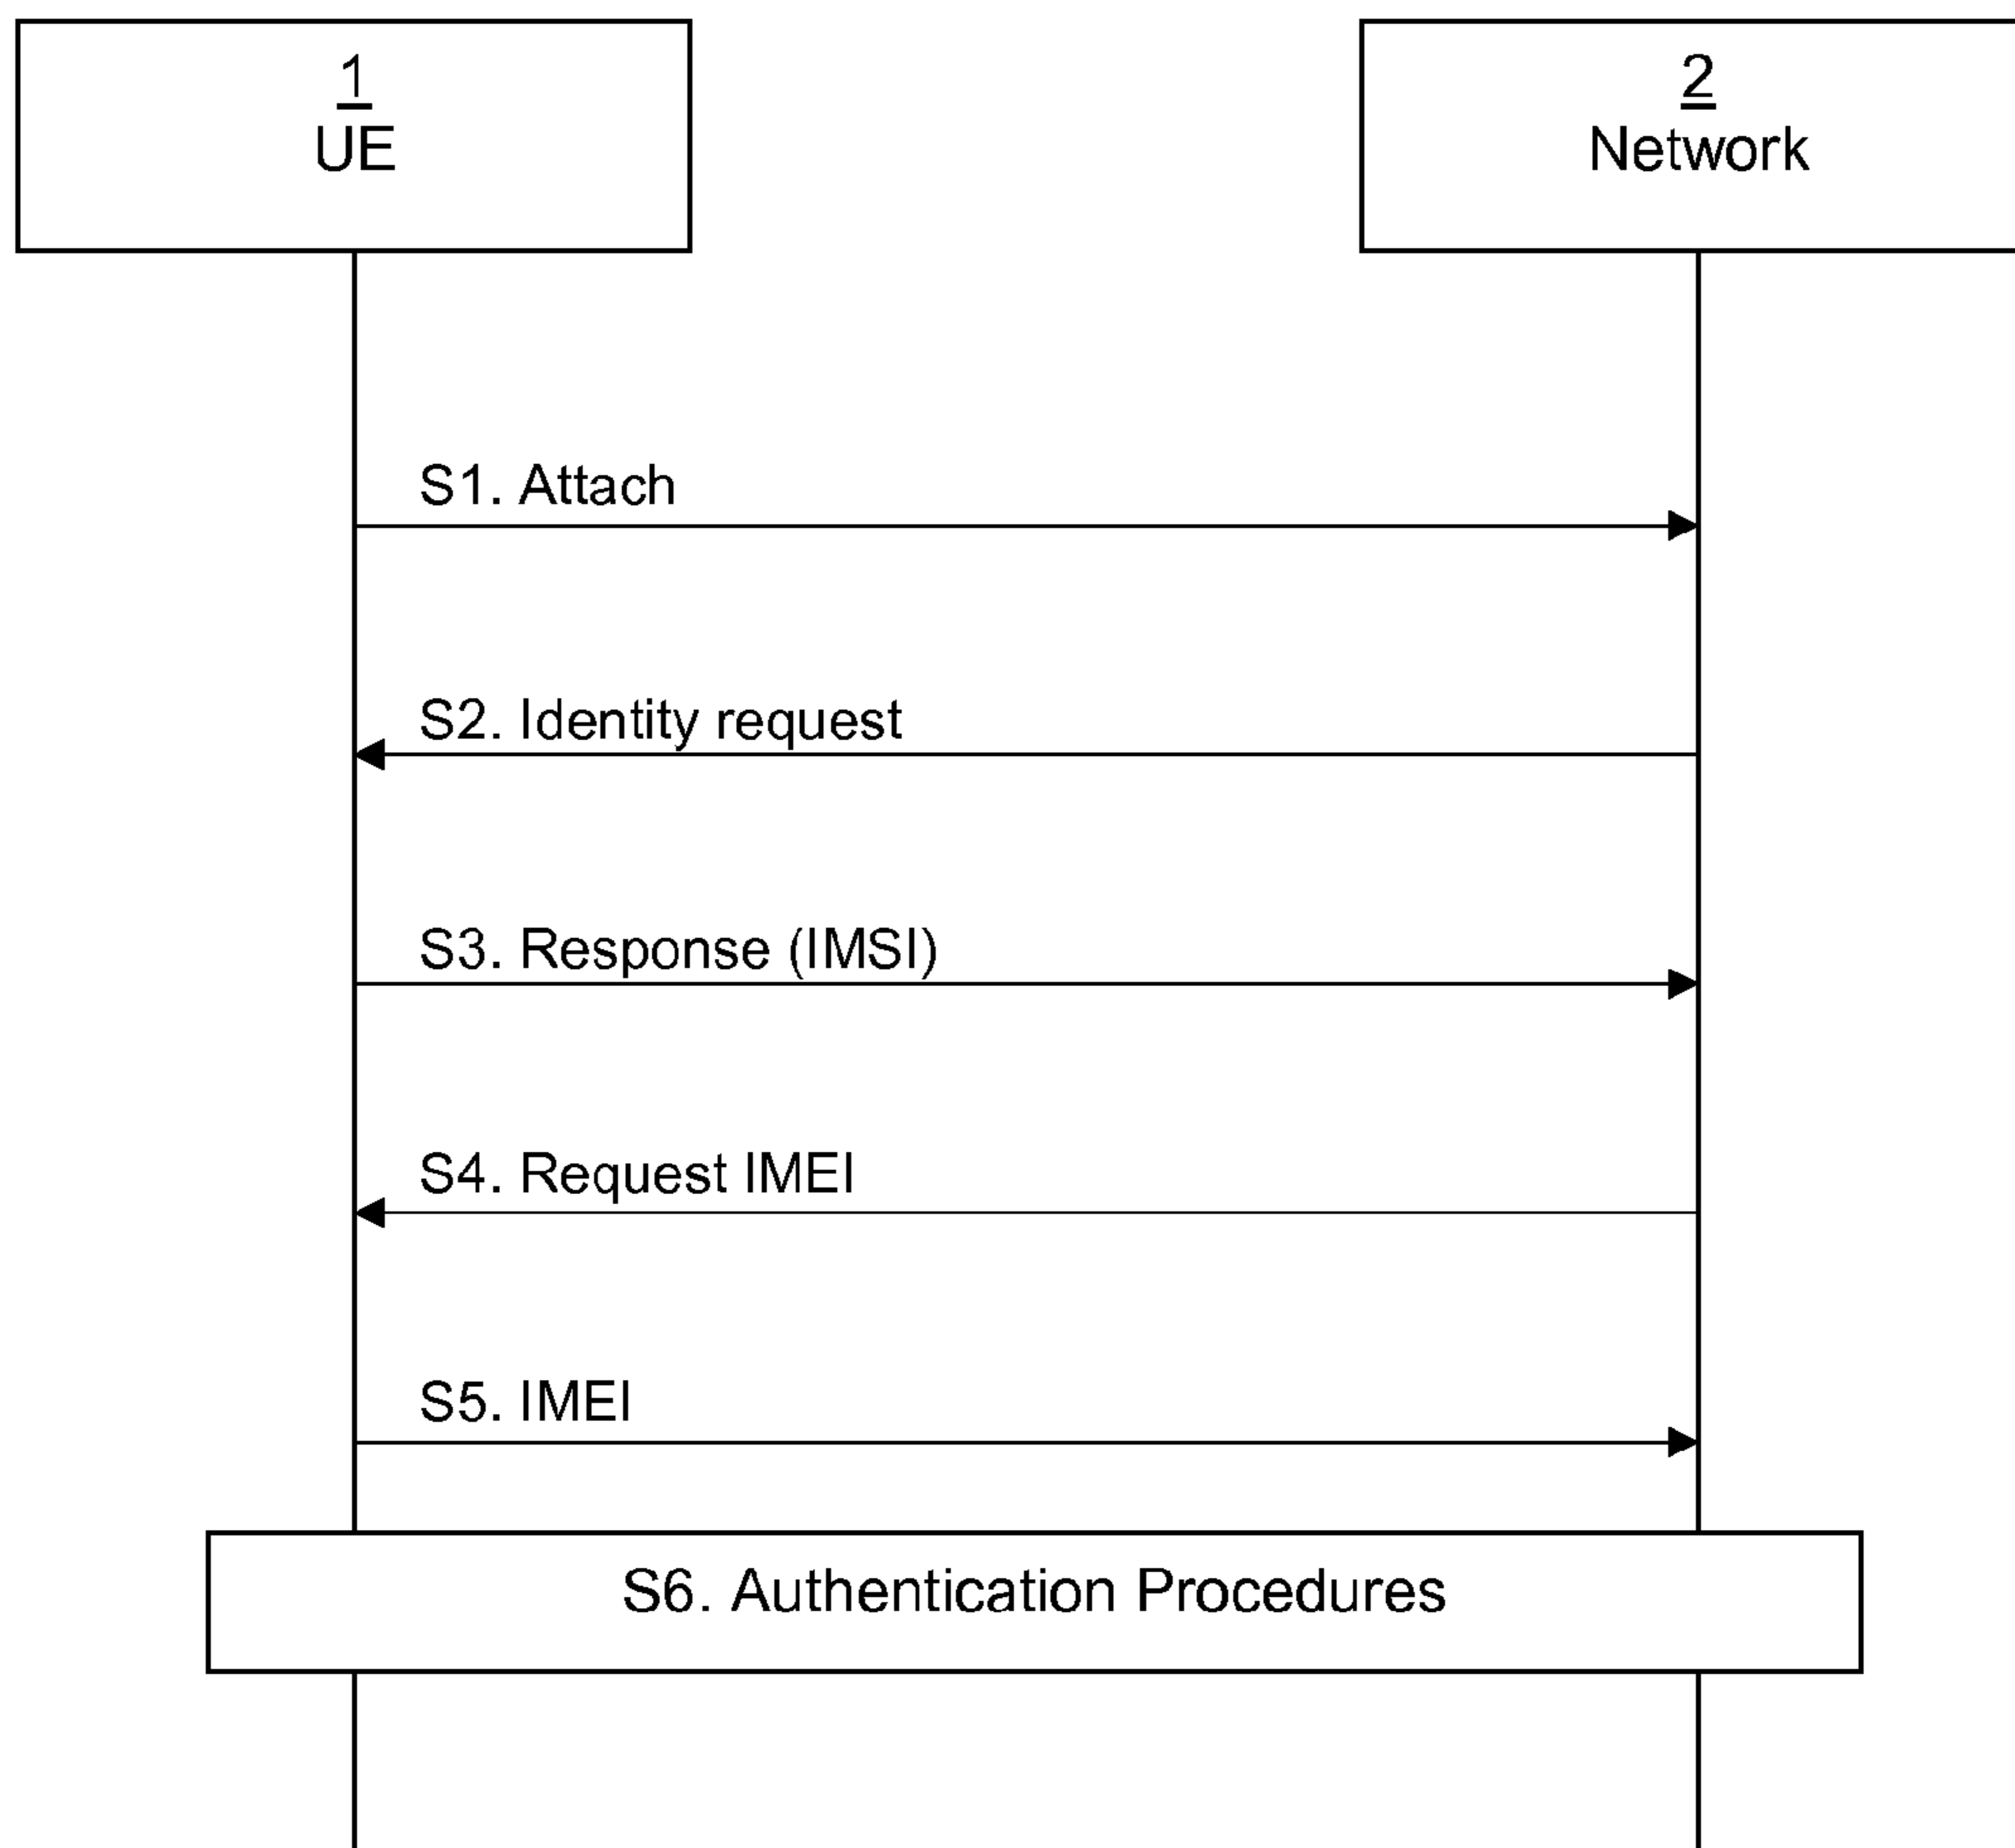 1
UE
2
Network
S1. Attach
S2. Identity request
S3. Response (IMSI)
S4. Request IMEI
S5. IMEI
S6. Authentication Procedures